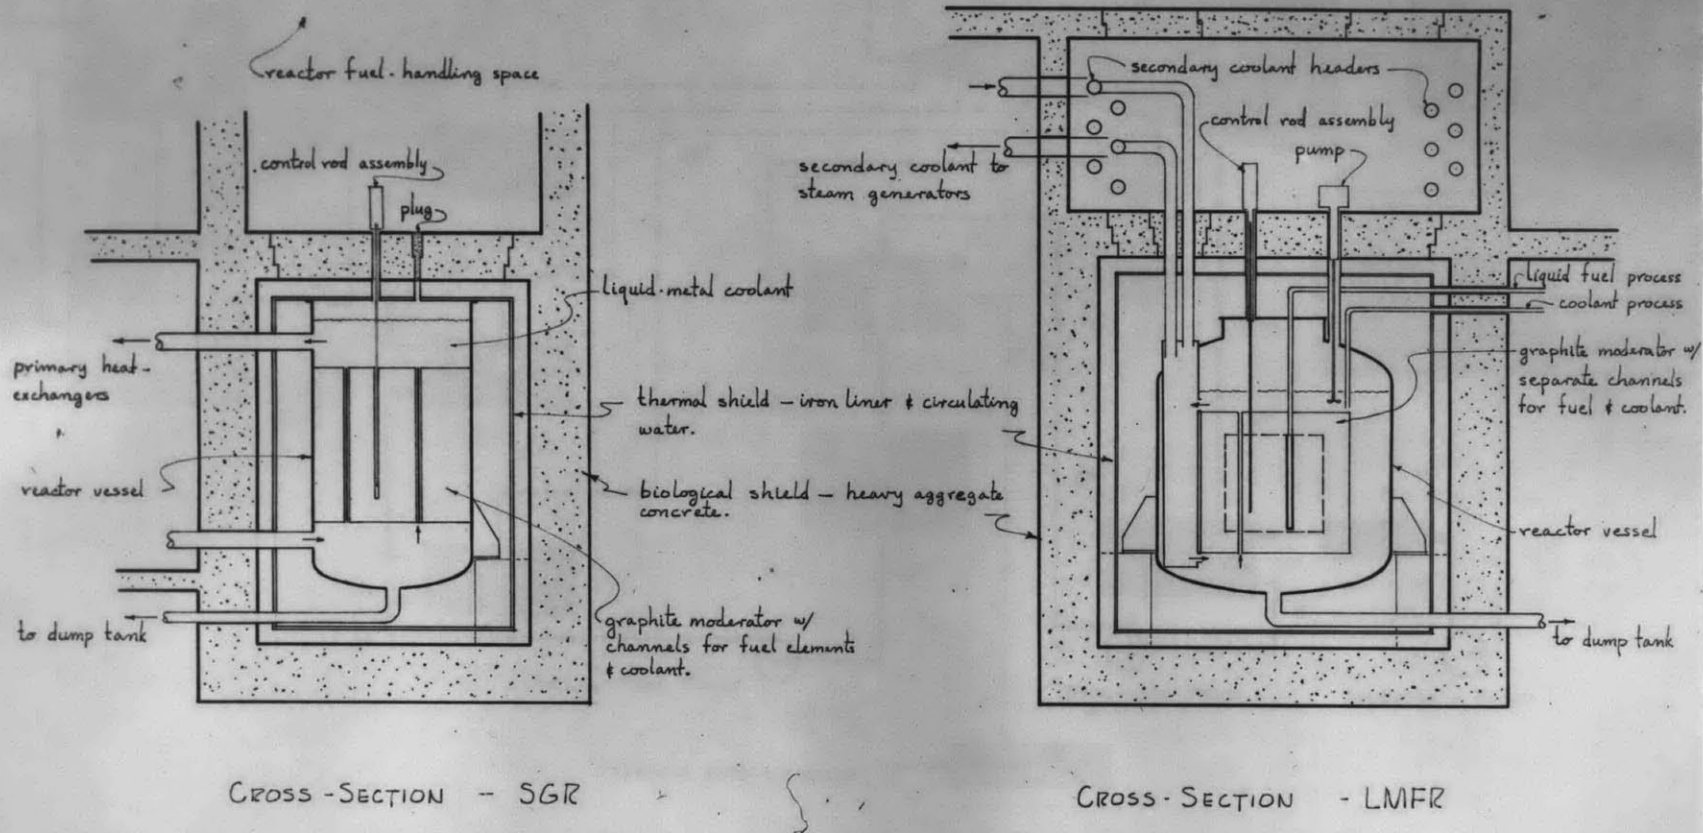 reactor fuel-handling space
control rod assembly
plug
liquid-metal coolant
primary heat-
exchangers
thermal shield — iron liner & circulating
water.
reactor vessel
biological shield — heavy aggregate
concrete.
to dump tank
graphite moderator w/
channels for fuel elements
& coolant.
CROSS-SECTION — SGR
secondary coolant headers
control rod assembly
pump
secondary coolant to
steam generators
liquid fuel process
coolant process
graphite moderator w/
separate channels
for fuel & coolant.
reactor vessel
to dump tank
CROSS-SECTION - LMFR